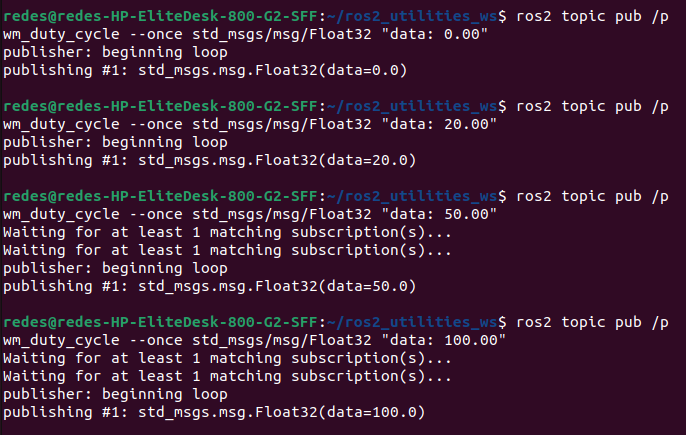 redes@redes-HP-EliteDesk-800-G2-SFF:~/ros2_utilities_ws$ ros2 topic pub /p
wm_duty_cycle --once std_msgs/msg/Float32 "data: 0.00"
publisher: beginning loop
publishing #1: std_msgs.msg.Float32(data=0.0)

redes@redes-HP-EliteDesk-800-G2-SFF:~/ros2_utilities_ws$ ros2 topic pub /p
wm_duty_cycle --once std_msgs/msg/Float32 "data: 20.00"
publisher: beginning loop
publishing #1: std_msgs.msg.Float32(data=20.0)

redes@redes-HP-EliteDesk-800-G2-SFF:~/ros2_utilities_ws$ ros2 topic pub /p
wm_duty_cycle --once std_msgs/msg/Float32 "data: 50.00"
Waiting for at least 1 matching subscription(s)...
Waiting for at least 1 matching subscription(s)...
publisher: beginning loop
publishing #1: std_msgs.msg.Float32(data=50.0)

redes@redes-HP-EliteDesk-800-G2-SFF:~/ros2_utilities_ws$ ros2 topic pub /p
wm_duty_cycle --once std_msgs/msg/Float32 "data: 100.00"
Waiting for at least 1 matching subscription(s)...
Waiting for at least 1 matching subscription(s)...
publisher: beginning loop
publishing #1: std_msgs.msg.Float32(data=100.0)